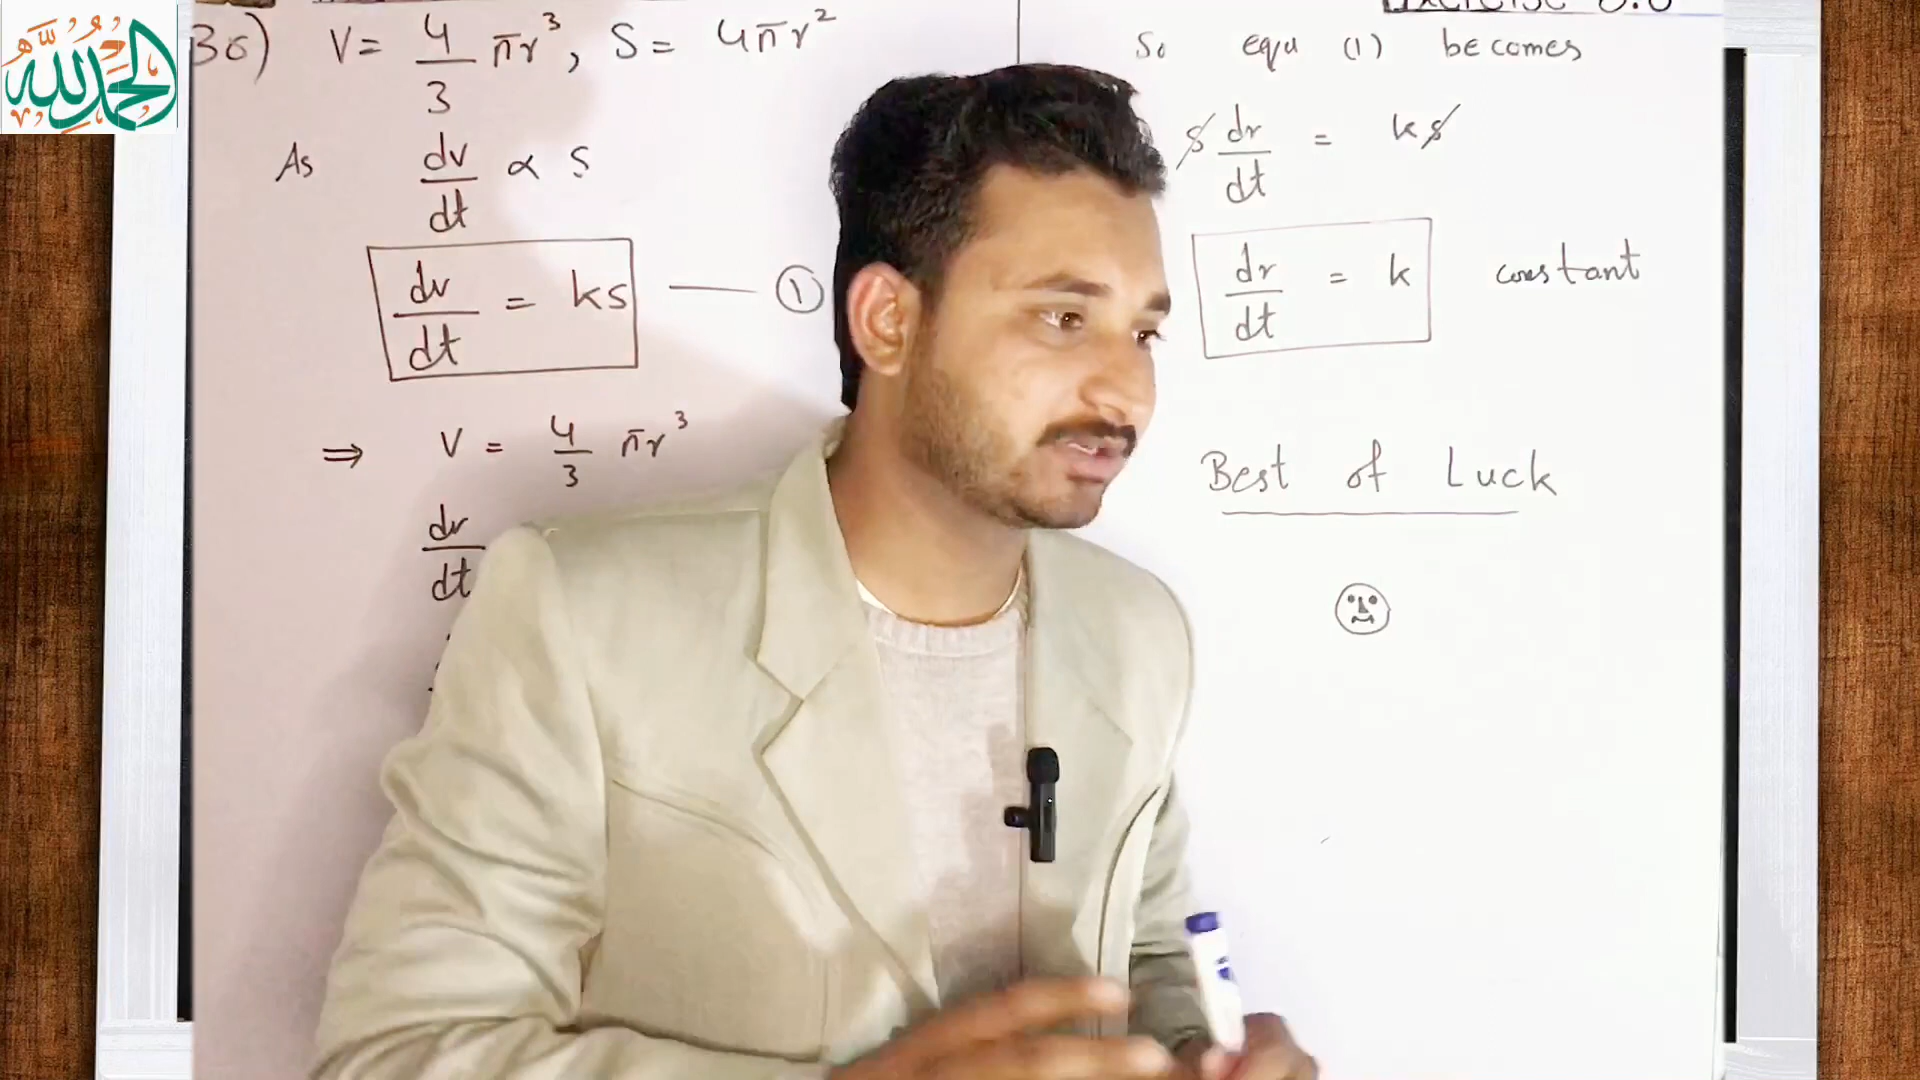 الحمد لله
36) V = 4/3 πr³, S = 4πr²
As dv/dt ∝ S
dv/dt = ks —— ①
⇒ V = 4/3 πr³
dv/dt
So equ (1) becomes
s dr/dt = ks
dr/dt = k constant
Best of Luck